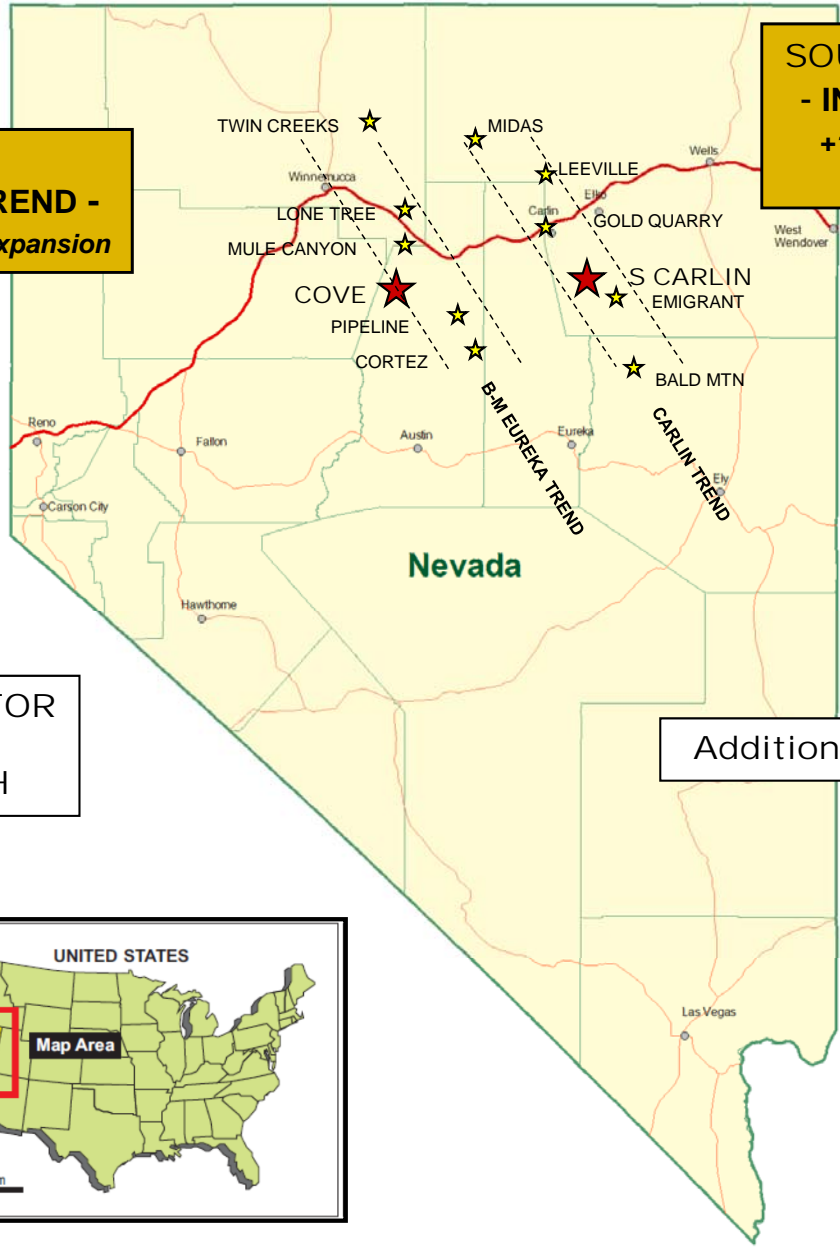 SOU
- IN
+1
REND -
xpansion
TWIN CREEKS
MIDAS
Wells
LEEVILLE
Winnemucca
Elko
LONE TREE
Carlin
GOLD QUARRY
West
Wendover
MULE CANYON
COVE
S CARLIN
EMIGRANT
PIPELINE
CORTEZ
BALD MTN
B-M EUREKA TREND
CARLIN TREND
Reno
Fallon
Austin
Eureka
Ely
Carson City
Nevada
Hawthorne
TOR
H
Addition
Las Vegas
UNITED STATES
Map Area